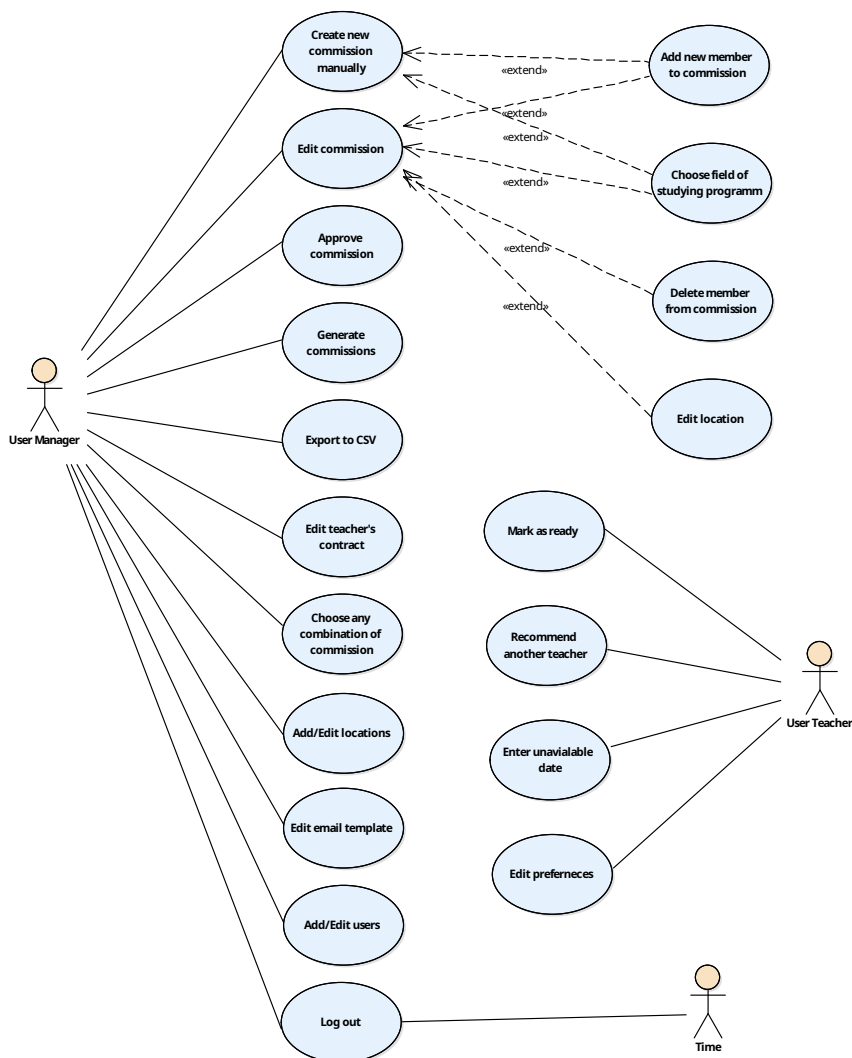 Create new
commission
manually
Add new member
to commission
«extend»
«extend»
«extend»
Edit commission
Choose field of
studying programm
«extend»
Approve
commission
«extend»
Delete member
from commission
«extend»
Generate
commissions
User Manager
Edit location
Export to CSV
Edit teacher's
contract
Mark as ready
Choose any
combination of
commission
Recommend
another teacher
User Teacher
Add/Edit locations
Enter unavialable
date
Edit email template
Edit preferneces
Add/Edit users
Log out
Time